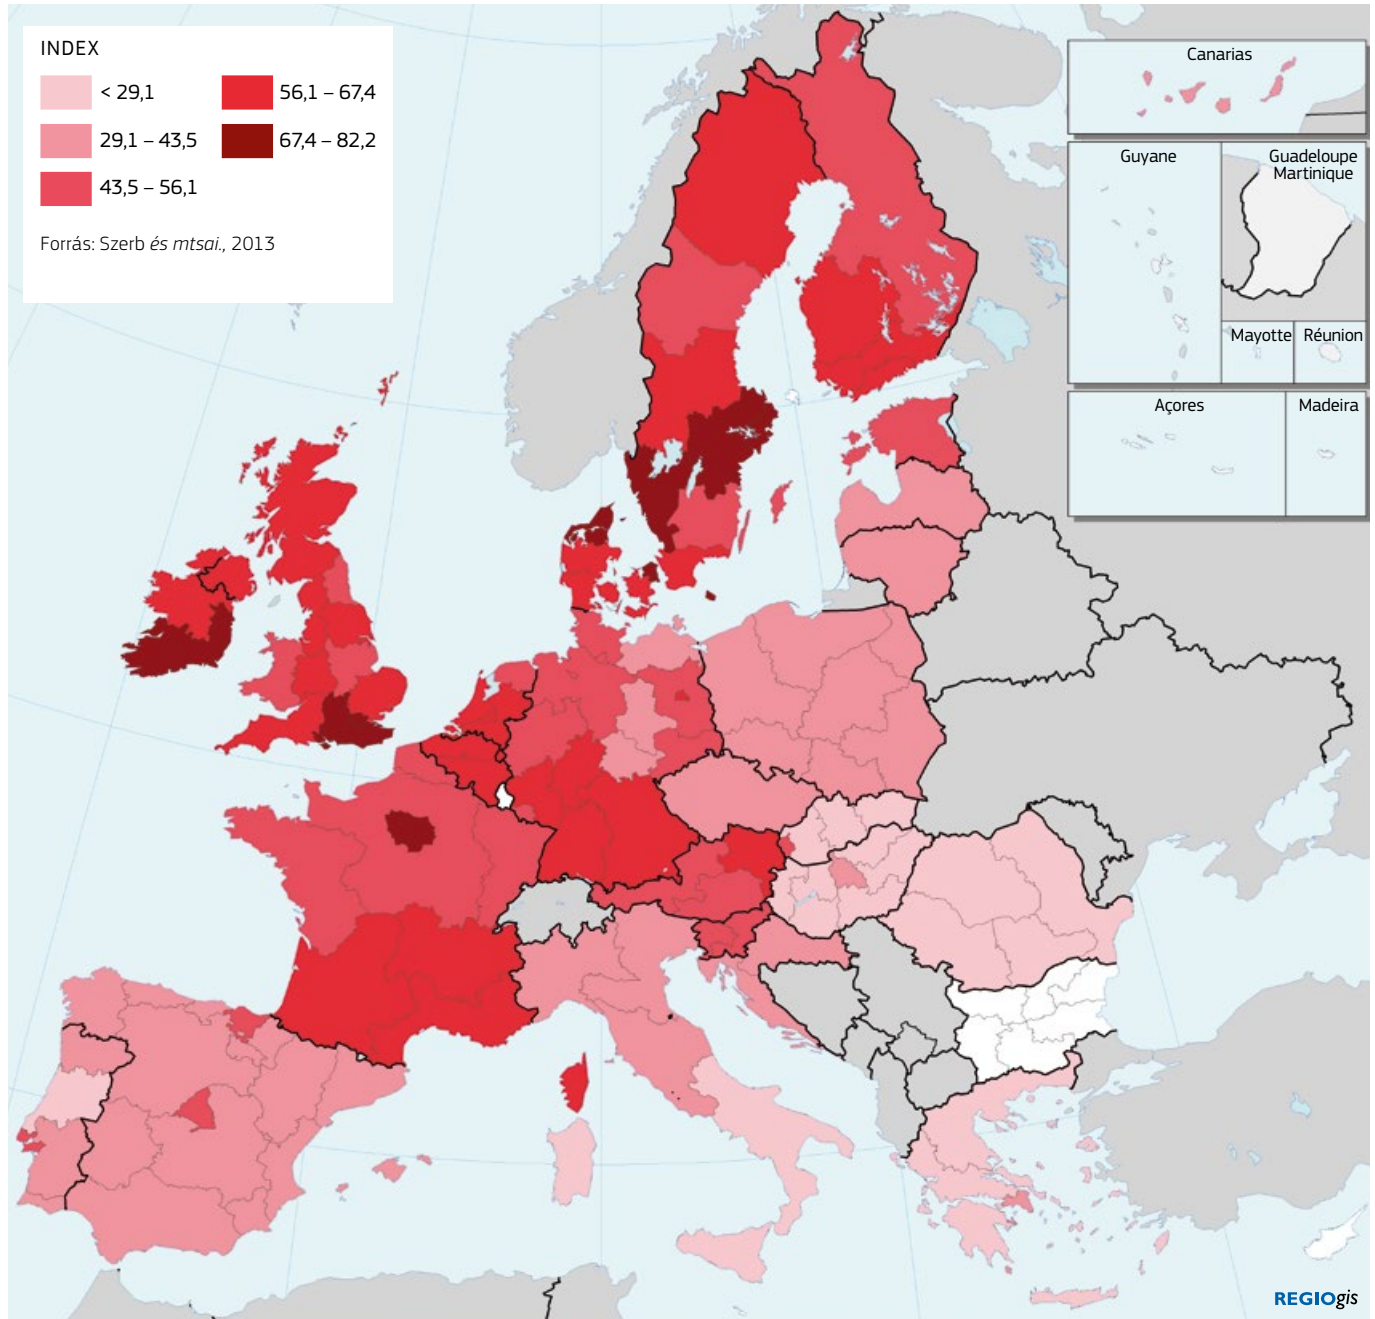 INDEX
< 29,1
29,1 – 43,5
43,5 – 56,1
56,1 – 67,4
67,4 – 82,2
Forrás: Szerb és mtsai., 2013
Canarias
Guyane
Guadeloupe
Martinique
Mayotte
Réunion
Açores
Madeira
REGIOgis